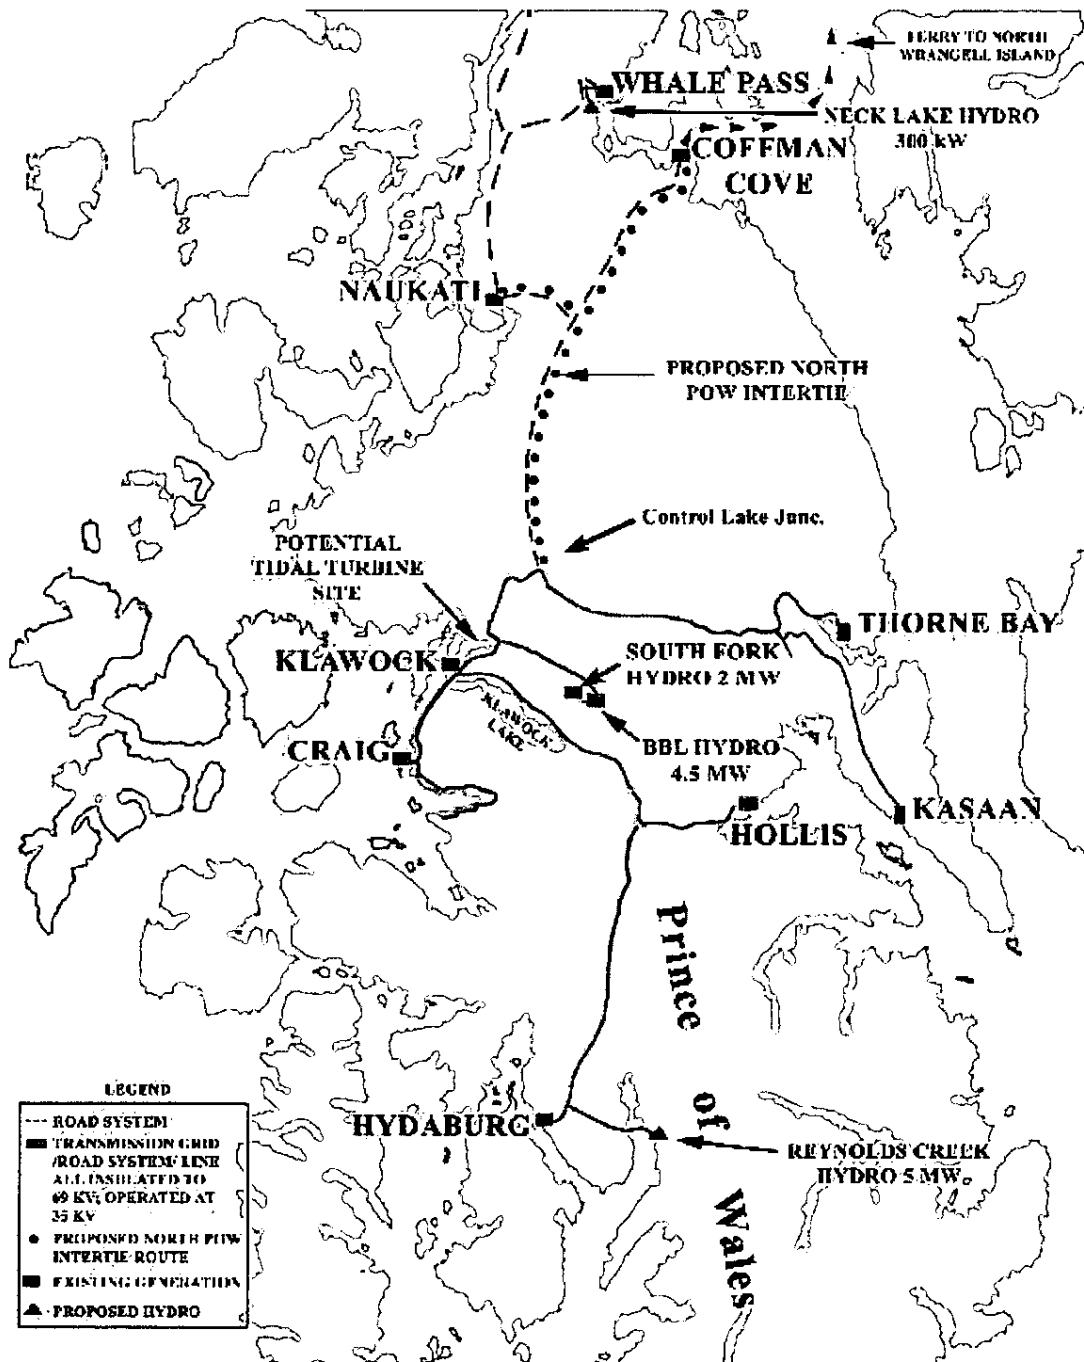 FERRY TO NORTH
WRANGELL ISLAND
WHALE PASS
NECK LAKE HYDRO
300 kW
COFFMAN
COVE
NAUKATI
PROPOSED NORTH
POW INTERTIE
Control Lake Junc.
POTENTIAL
TIDAL TURBINE
SITE
THORNE BAY
KLAWOCK
SOUTH FORK
HYDRO 2 MW
KLAWOCK
LAKE
CRAIG
BBL HYDRO
4.5 MW
HOLLIS
KASAAN
Prince
of
Wales
HYDABURG
REYNOLDS CREEK
HYDRO 5 MW
LEGEND
ROAD SYSTEM
TRANSMISSION GRID
/ROAD SYSTEM/ LINE
ALL INSULATED TO
69 KV, OPERATED AT
35 KV
PROPOSED NORTH POW
INTERTIE ROUTE
EXISTING GENERATION
PROPOSED HYDRO